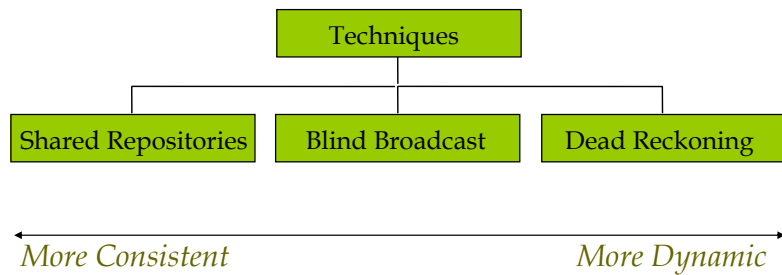 Techniques
Shared Repositories
Blind Broadcast
Dead Reckoning
More Consistent
More Dynamic